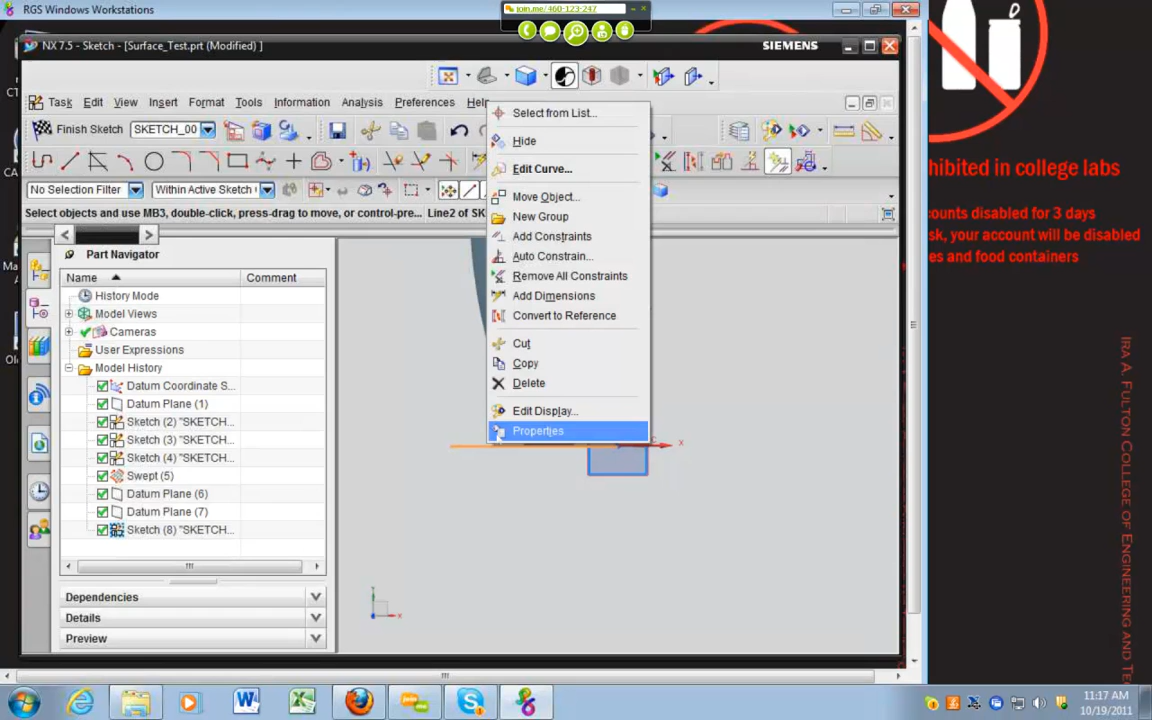 RGS Windows Workstations
join.me/460-123-247
NX 7.5 - Sketch - [Surface_Test.prt (Modified) ]
SIEMENS
Task Edit View Insert Format Tools Information Analysis Preferences Help
Finish Sketch SKETCH_00
No Selection Filter Within Active Sketch
Select objects and use MB3, double-click, press-drag to move, or control-pre... Line2 of SK
Part Navigator
Name Comment
History Mode
Model Views
Cameras
User Expressions
Model History
Datum Coordinate S...
Datum Plane (1)
Sketch (2) "SKETCH...
Sketch (3) "SKETCH...
Sketch (4) "SKETCH...
Swept (5)
Datum Plane (6)
Datum Plane (7)
Sketch (8) "SKETCH...
Dependencies
Details
Preview
Select from List...
Hide
Edit Curve...
Move Object...
New Group
Add Constraints
Auto Constrain...
Remove All Constraints
Add Dimensions
Convert to Reference
Cut
Copy
Delete
Edit Display...
Properties
X
hibited in college labs
counts disabled for 3 days
sk, your account will be disabled
es and food containers
IRA A. FULTON COLLEGE OF ENGINEERING AND TE
11:17 AM
10/19/2011